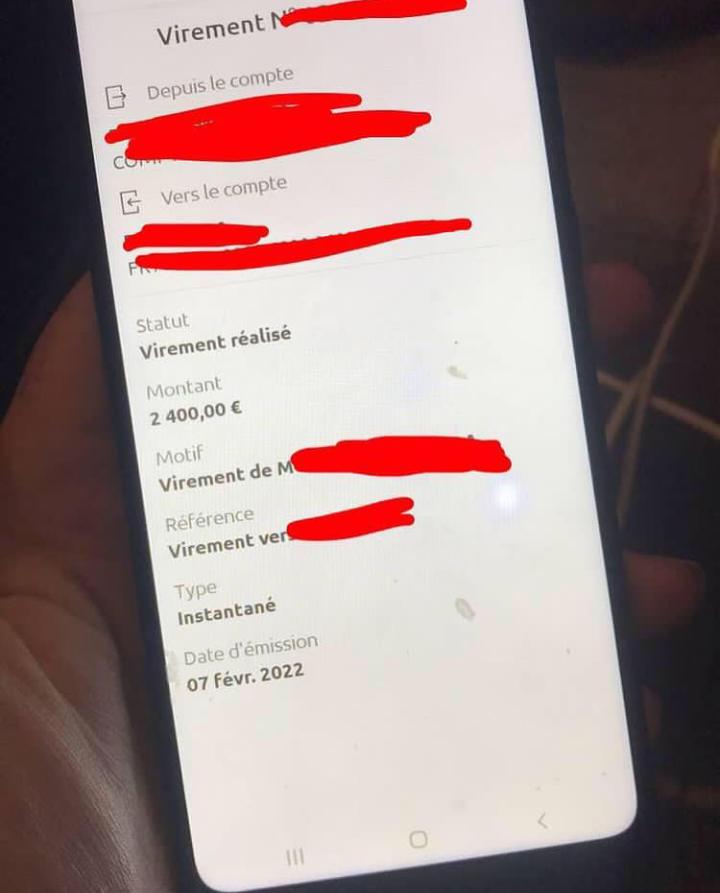 Virement N°
Depuis le compte
Vers le compte
Statut
Virement réalisé
Montant
2 400,00 €
Motif
Virement de M
Référence
Virement ver
Type
Instantané
Date d'émission
07 févr. 2022